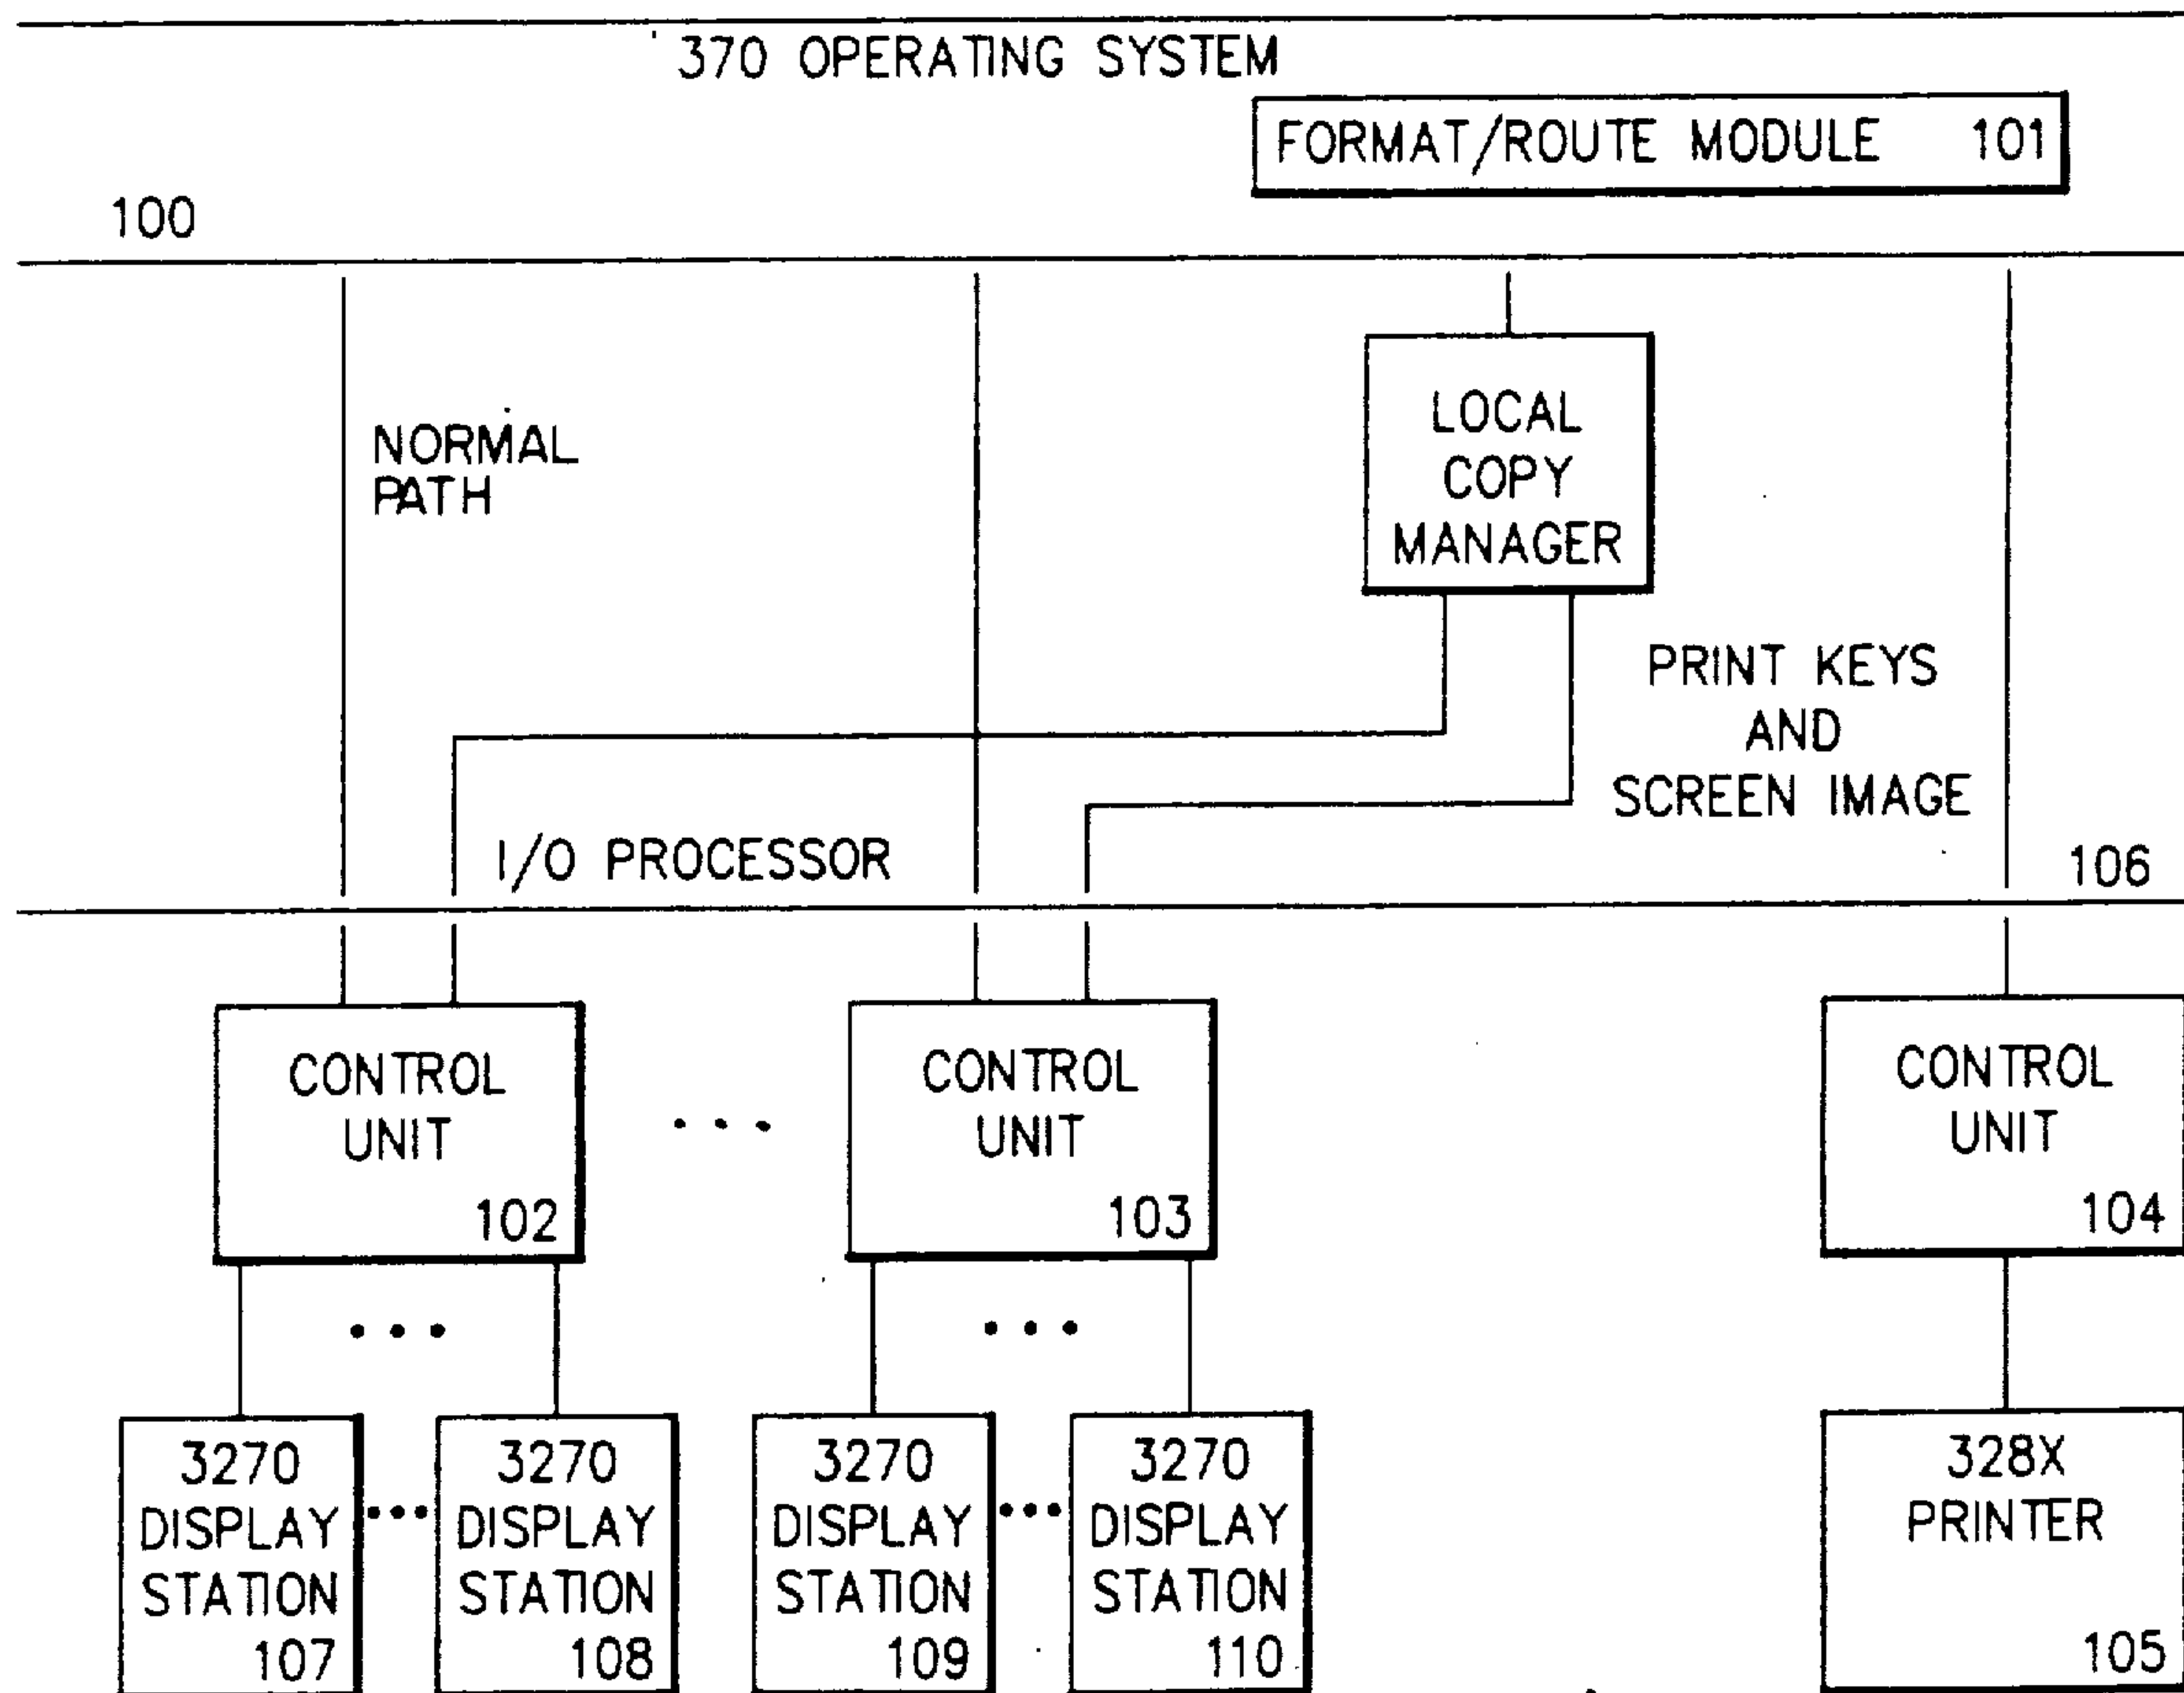 370 OPERATING SYSTEM
FORMAT/ROUTE MODULE 101
100
NORMAL
PATH
LOCAL
COPY
MANAGER
PRINT KEYS
AND
SCREEN IMAGE
I/O PROCESSOR
106
CONTROL
UNIT
102
CONTROL
UNIT
103
CONTROL
UNIT
104
3270
DISPLAY
STATION
107
3270
DISPLAY
STATION
108
3270
DISPLAY
STATION
109
3270
DISPLAY
STATION
110
328X
PRINTER
105